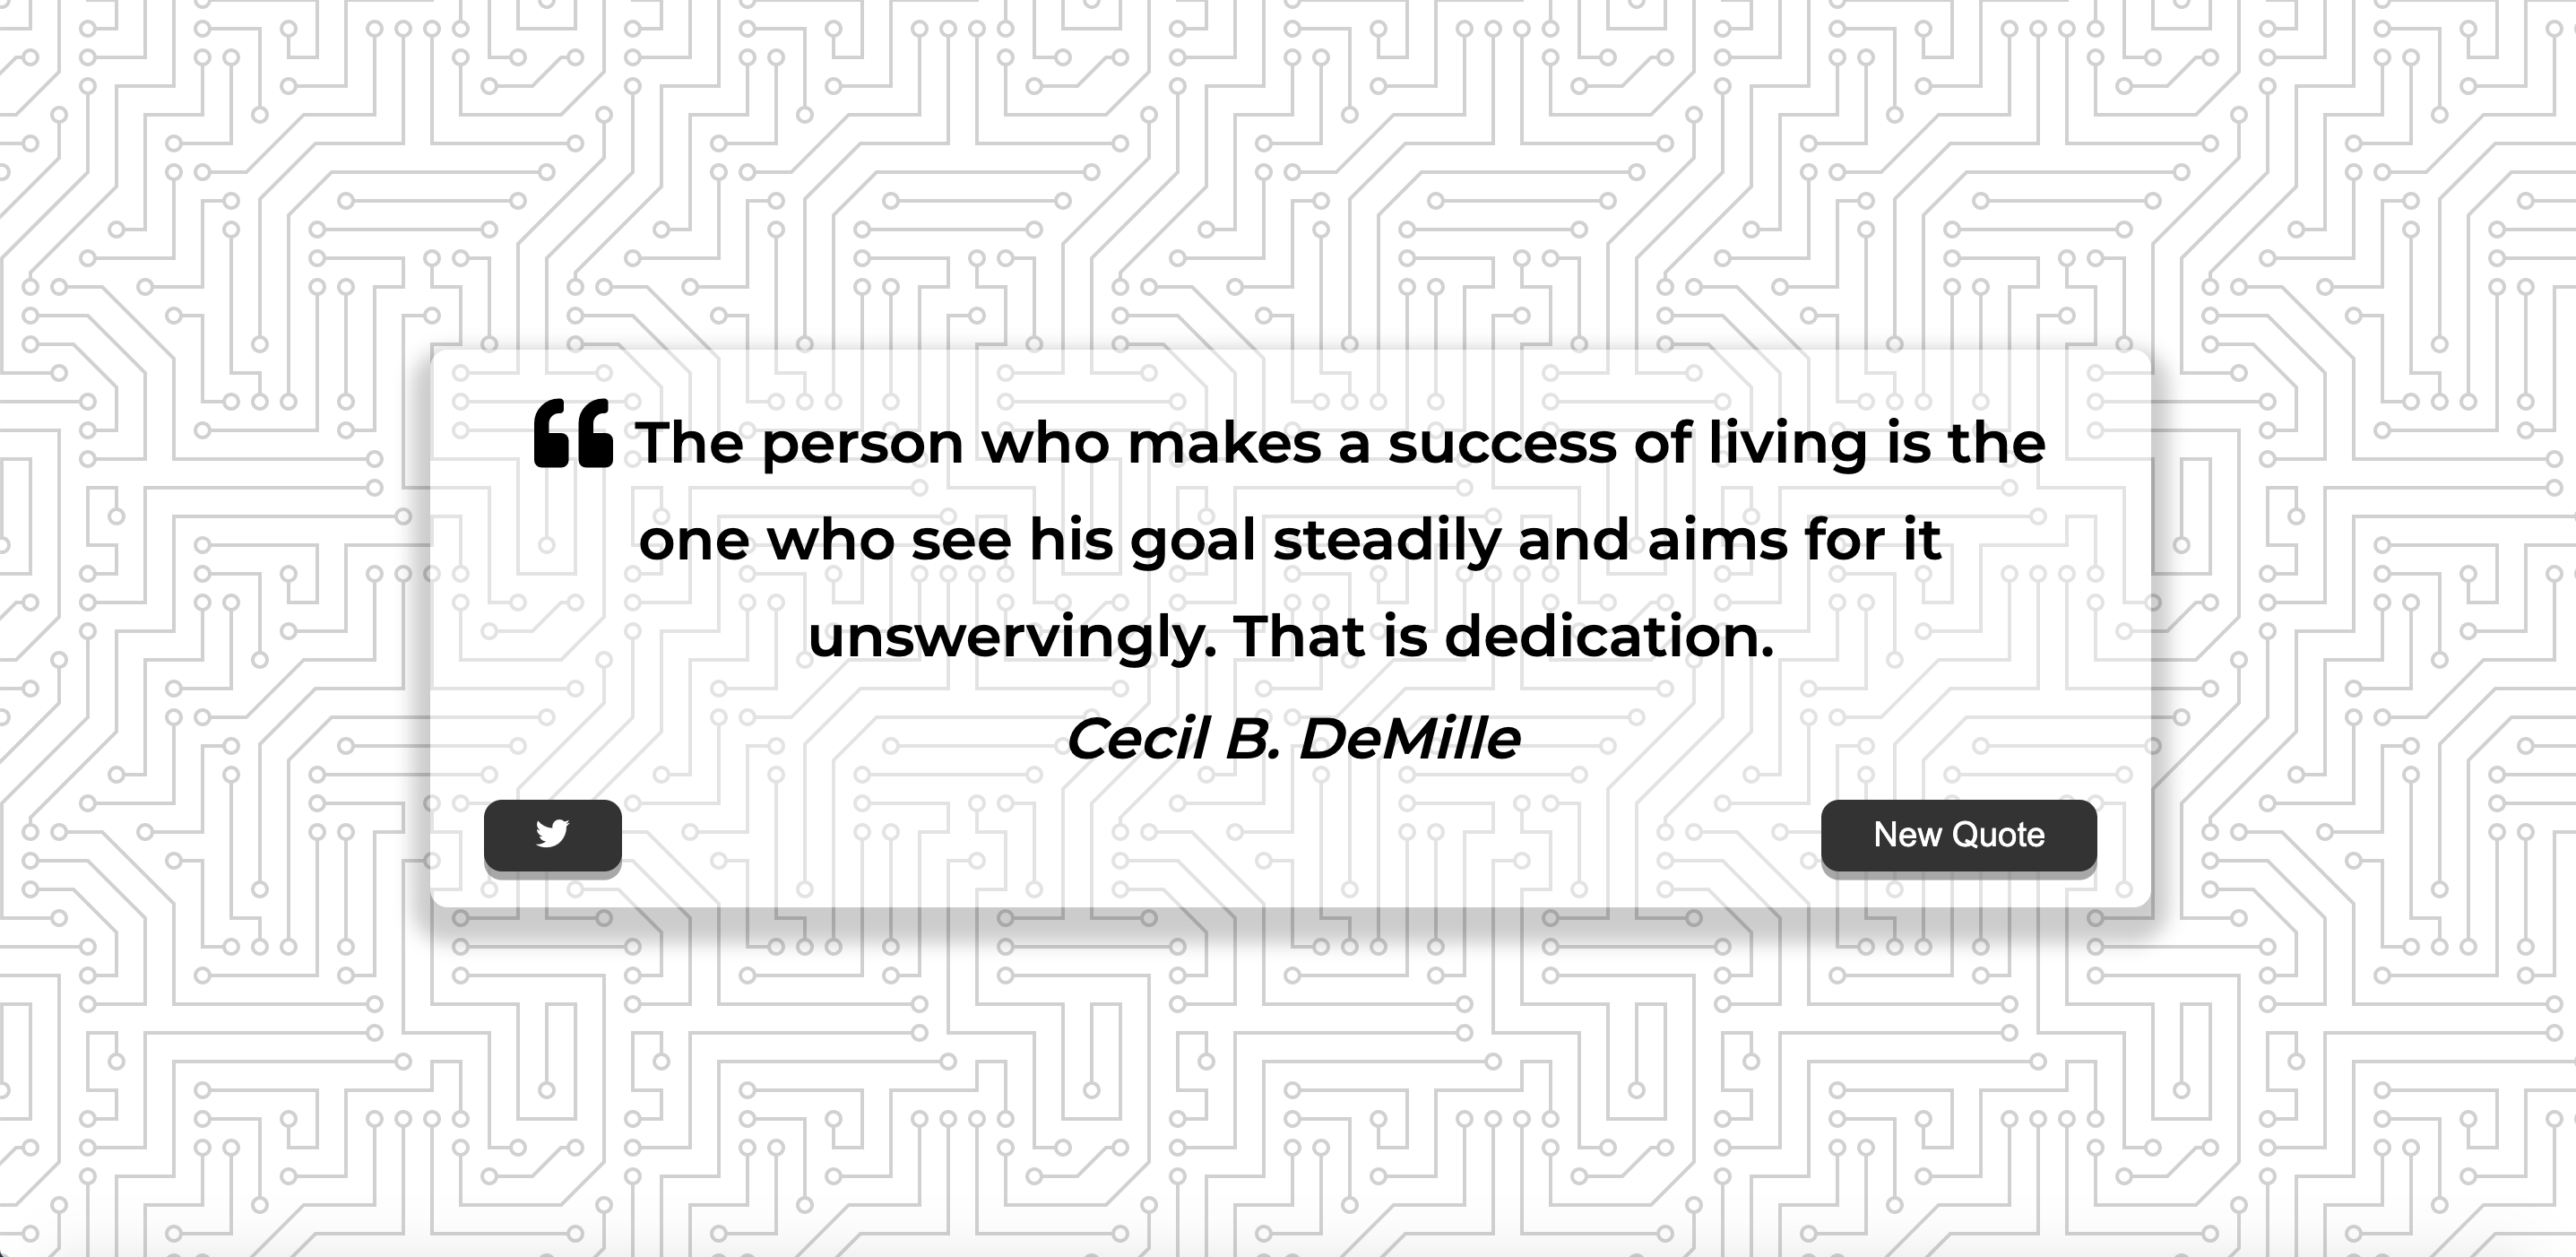 The person who makes a success of living is the
one who see his goal steadily and aims for it
unswervingly. That is dedication.
Cecil B. DeMille
New Quote